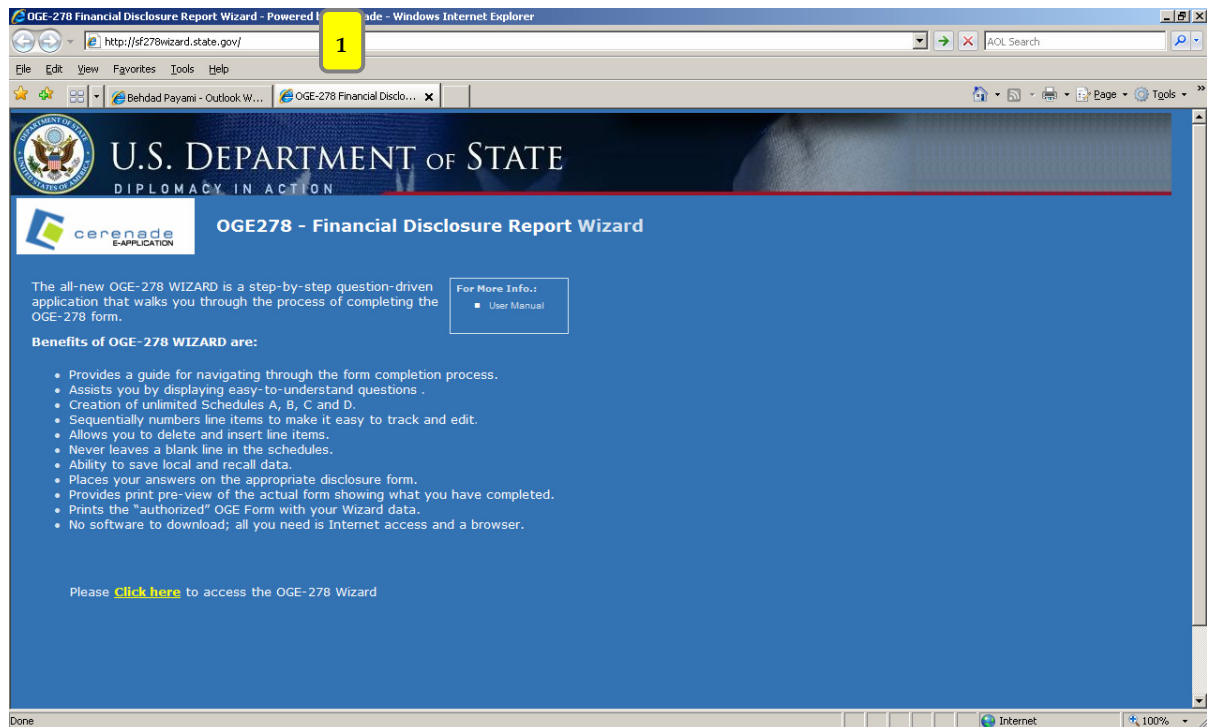 OGE-278 Financial Disclosure Report Wizard - Powered ade - Windows Internet Explorer
1
http://sf278wizard.state.gov/
AOL Search
File Edit View Favorites Tools Help
Behdad Payami - Outlook W...
OGE-278 Financial Disclo...
Page Tools
U.S. DEPARTMENT OF STATE
DIPLOMACY IN ACTION
cerenade
E-APPLICATION
OGE278 - Financial Disclosure Report Wizard
The all-new OGE-278 WIZARD is a step-by-step question-driven
application that walks you through the process of completing the
OGE-278 form.
For More Info.:
User Manual
Benefits of OGE-278 WIZARD are:
• Provides a guide for navigating through the form completion process.
• Assists you by displaying easy-to-understand questions .
• Creation of unlimited Schedules A, B, C and D.
• Sequentially numbers line items to make it easy to track and edit.
• Allows you to delete and insert line items.
• Never leaves a blank line in the schedules.
• Ability to save local and recall data.
• Places your answers on the appropriate disclosure form.
• Provides print pre-view of the actual form showing what you have completed.
• Prints the “authorized” OGE Form with your Wizard data.
• No software to download; all you need is Internet access and a browser.
Please Click here to access the OGE-278 Wizard
Done
Internet
100%